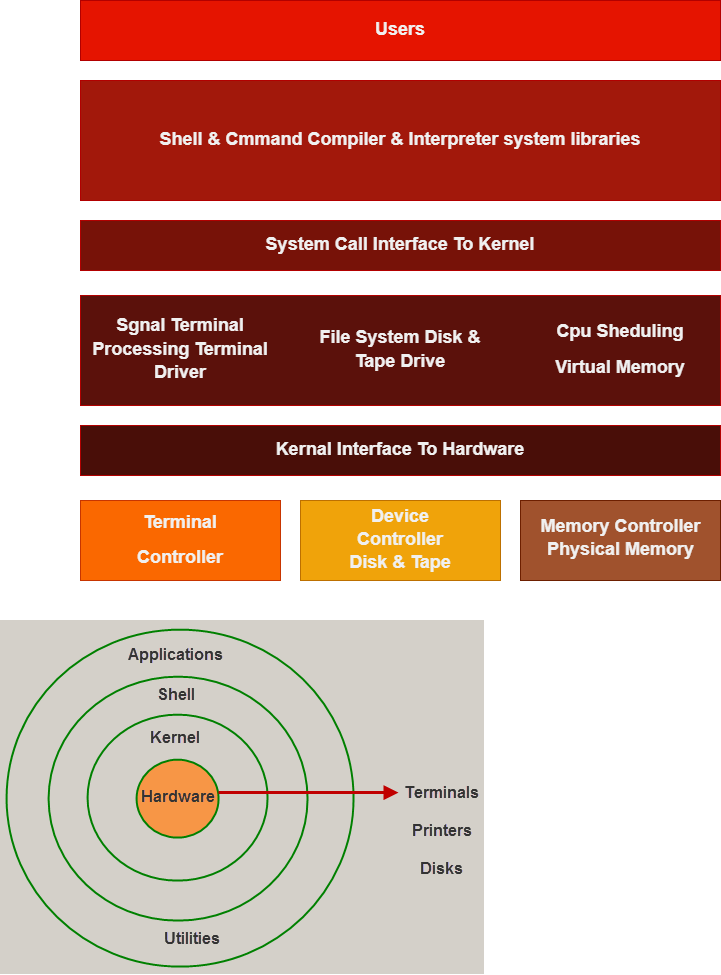 Users
Shell & Cmmand Compiler & Interpreter system libraries
System Call Interface To Kernel
Sgnal Terminal
Processing Terminal
Driver
File System Disk &
Tape Drive
Cpu Sheduling
Virtual Memory
Kernal Interface To Hardware
Terminal
Controller
Device
Controller
Disk & Tape
Memory Controller
Physical Memory
Applications
Shell
Kernel
Hardware
Terminals
Printers
Disks
Utilities